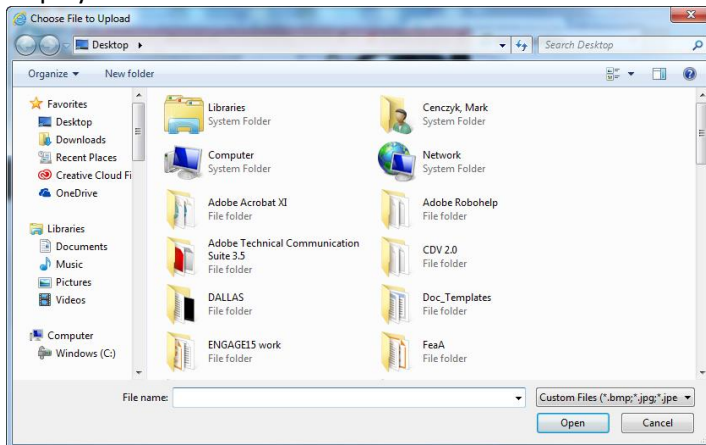 Choose File to Upload
Desktop
Search Desktop
Organize
New folder
Favorites
Desktop
Downloads
Recent Places
Creative Cloud Fi
OneDrive
Libraries
Documents
Music
Pictures
Videos
Computer
Windows (C:)
Libraries
System Folder
Cenczyk, Mark
System Folder
Computer
System Folder
Network
System Folder
Adobe Acrobat XI
File folder
Adobe Robohelp
File folder
Adobe Technical Communication
Suite 3.5
File folder
CDV 2.0
File folder
DALLAS
File folder
Doc_Templates
File folder
ENGAGE15 work
File folder
FeaA
File folder
File name:
Custom Files (*.bmp;*.jpg;*.jpe
Open
Cancel